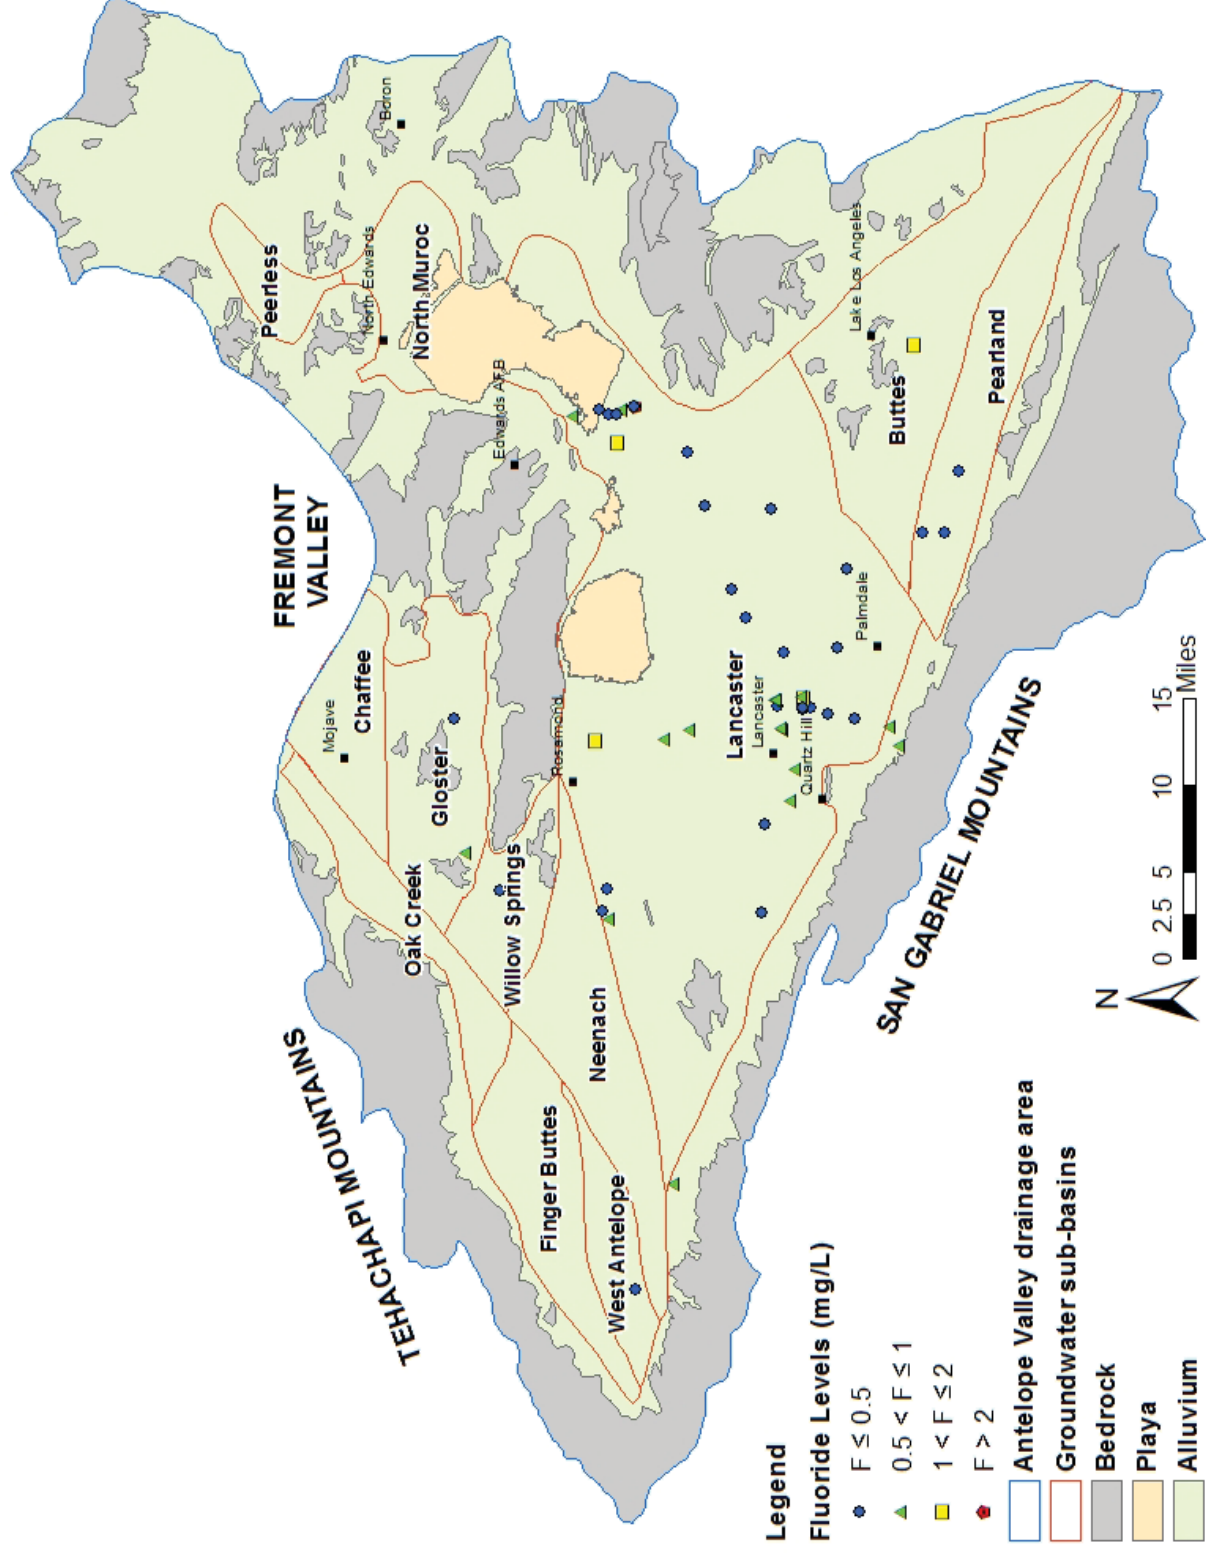 FREMONT
VALLEY
TEHACHAPI MOUNTAINS
SAN GABRIEL MOUNTAINS
Peerless
Boron
North Edwards
North Muroc
Edwards AFB
Chaffee
Mojave
Gloster
Oak Creek
Willow Springs
Rosamond
Neenach
Finger Buttes
West Antelope
Lancaster
Lancaster
Quartz Hill
Palmdale
Lake Los Angeles
Buttes
Pearland
N
0 2.5 5 10 15
Miles
Legend
Fluoride Levels (mg/L)
F ≤ 0.5
0.5 < F ≤ 1
1 < F ≤ 2
F > 2
Antelope Valley drainage area
Groundwater sub-basins
Bedrock
Playa
Alluvium